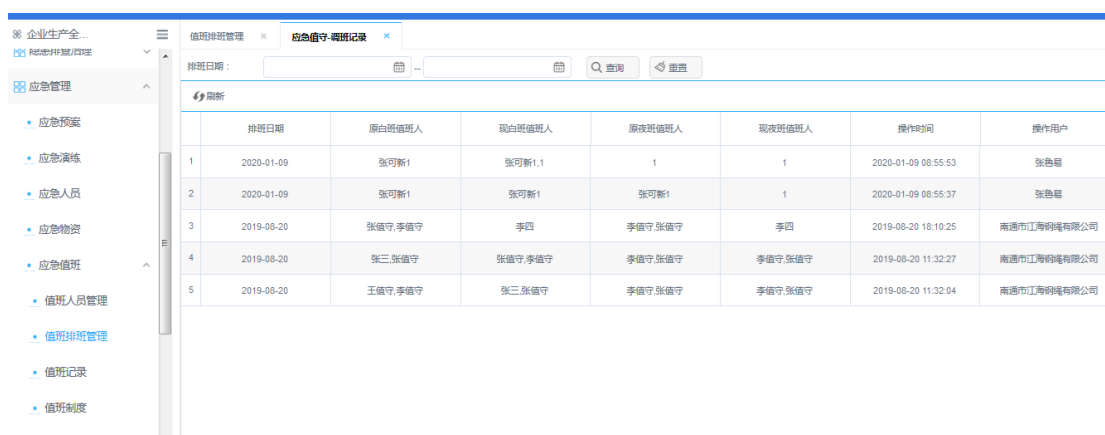 企业生产全...
隐患排查治理
应急管理
应急预案
应急演练
应急人员
应急物资
应急值班
值班人员管理
值班排班管理
值班记录
值班制度
值班排班管理 × 应急值守-调班记录 ×
排班日期： -- 查询 重置
刷新
排班日期 原白班值班人 现白班值班人 原夜班值班人 现夜班值班人 操作时间 操作用户
1 2020-01-09 张可新1 张可新1,1 1 1 2020-01-09 08:55:53 张鲁易
2 2020-01-09 张可新1 张可新1 张可新1 1 2020-01-09 08:55:37 张鲁易
3 2019-08-20 张值守,李值守 李四 李值守,张值守 李四 2019-08-20 18:10:25 南通市江海钢绳有限公司
4 2019-08-20 张三,张值守 张值守,李值守 李值守,张值守 李值守,张值守 2019-08-20 11:32:27 南通市江海钢绳有限公司
5 2019-08-20 王值守,李值守 张三,张值守 李值守,张值守 李值守,张值守 2019-08-20 11:32:04 南通市江海钢绳有限公司